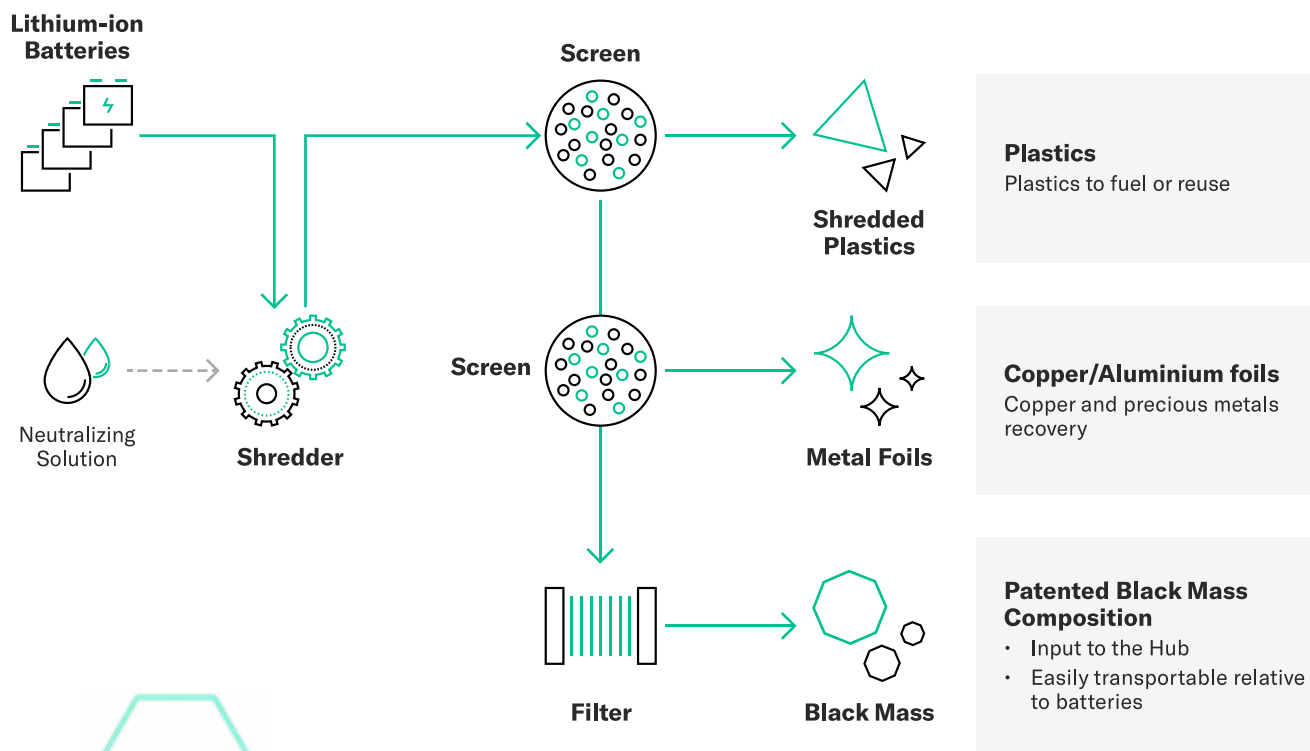 Lithium-ion
Batteries
Screen
Plastics
Plastics to fuel or reuse
Shredded
Plastics
Neutralizing
Solution
Shredder
Screen
Metal Foils
Copper/Aluminium foils
Copper and precious metals
recovery
Filter
Black Mass
Patented Black Mass
Composition
• Input to the Hub
• Easily transportable relative
to batteries